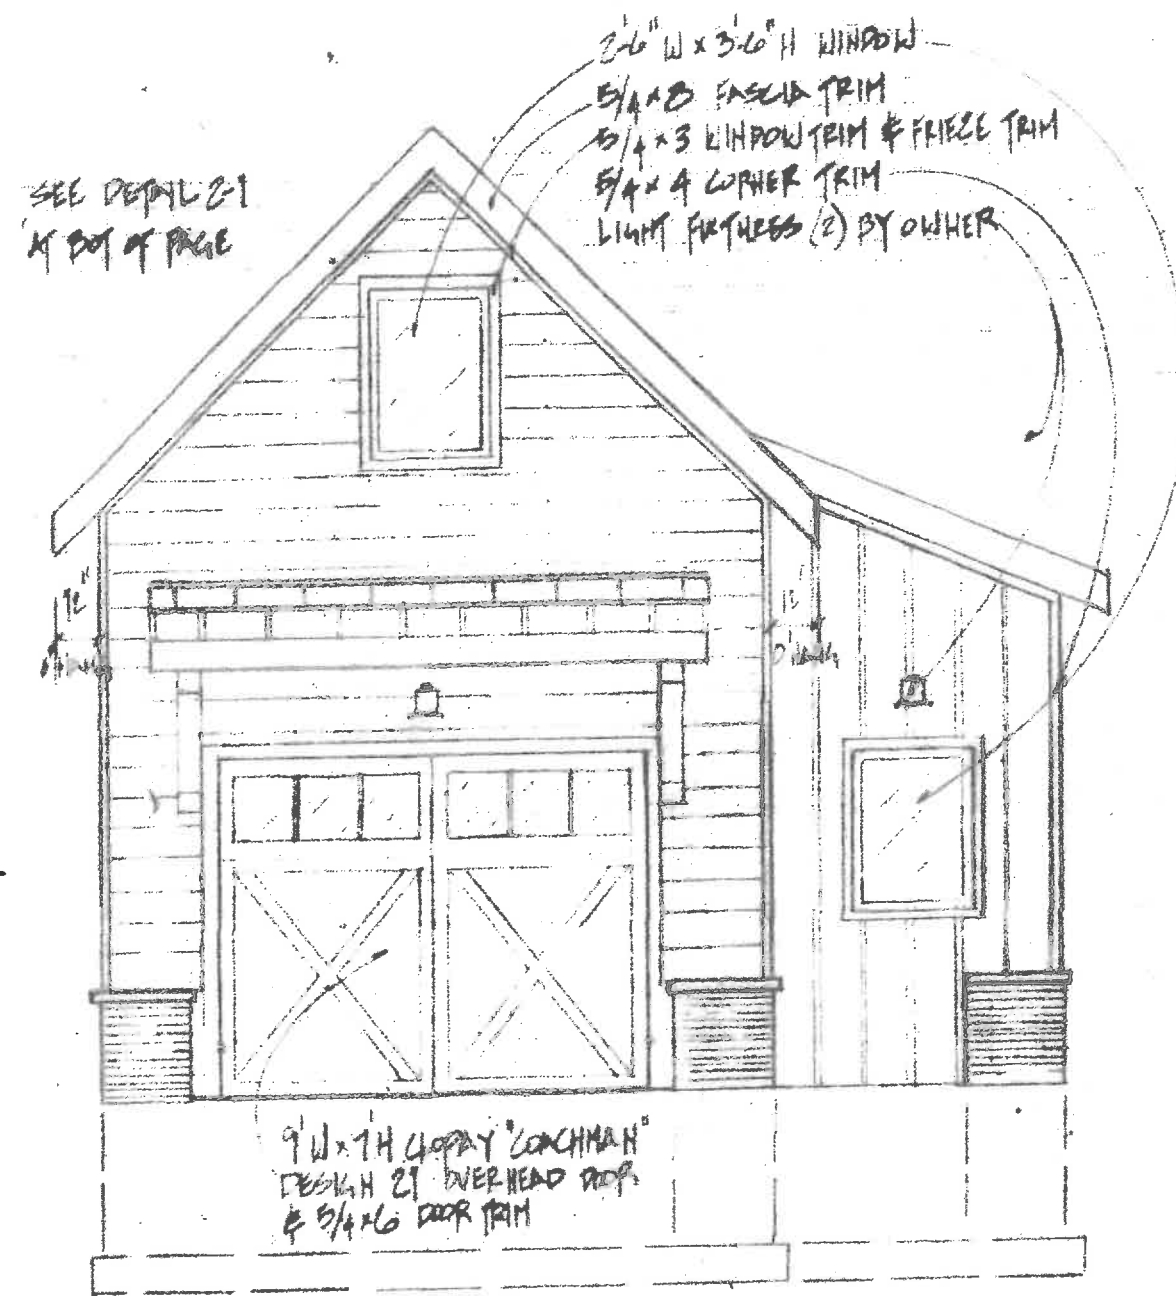 2'-6" W x 3'-6" H WINDOW
5/4 x 8 FASCIA TRIM
5/4 x 3 WINDOW TRIM & FRIEZE TRIM
5/4 x 4 CORNER TRIM
LIGHT FIXTURES (2) BY OWNER
SEE DETAIL 2-1
AT BOT OF PAGE
12"
12
9'W x 7'H CLOPAY "COACHMAN"
DESIGN 21 OVERHEAD DOOR
& 5/4 x 6 DOOR TRIM